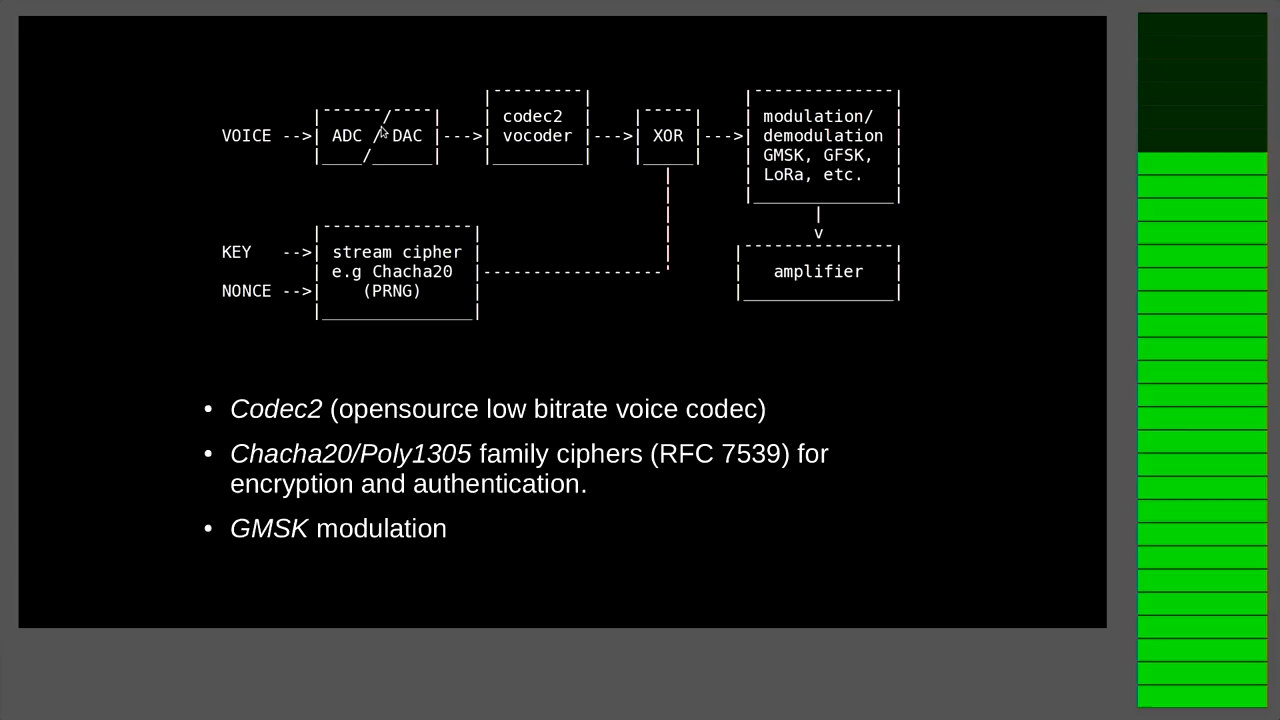 VOICE -->| ADC / DAC |--->| codec2 vocoder |--->| XOR |--->| modulation/ demodulation GMSK, GFSK, LoRa, etc. |
v
KEY -->| stream cipher
e.g Chacha20 | amplifier
NONCE -->| (PRNG)
• Codec2 (opensource low bitrate voice codec)
• Chacha20/Poly1305 family ciphers (RFC 7539) for
encryption and authentication.
• GMSK modulation